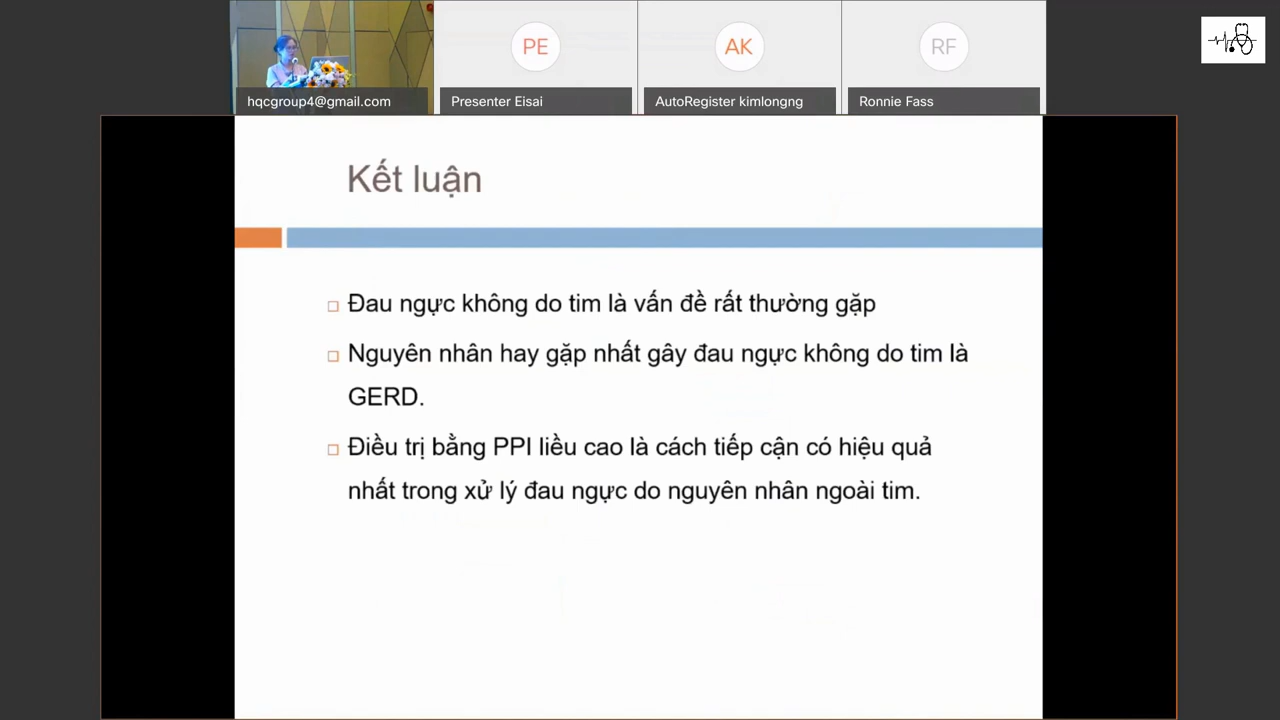 PE
AK
RF
hqcgroup4@gmail.com
Presenter Eisai
AutoRegister kimlongng
Ronnie Fass
Kết luận
Đau ngực không do tim là vấn đề rất thường gặp
Nguyên nhân hay gặp nhất gây đau ngực không do tim là
GERD.
Điều trị bằng PPI liều cao là cách tiếp cận có hiệu quả
nhất trong xử lý đau ngực do nguyên nhân ngoài tim.